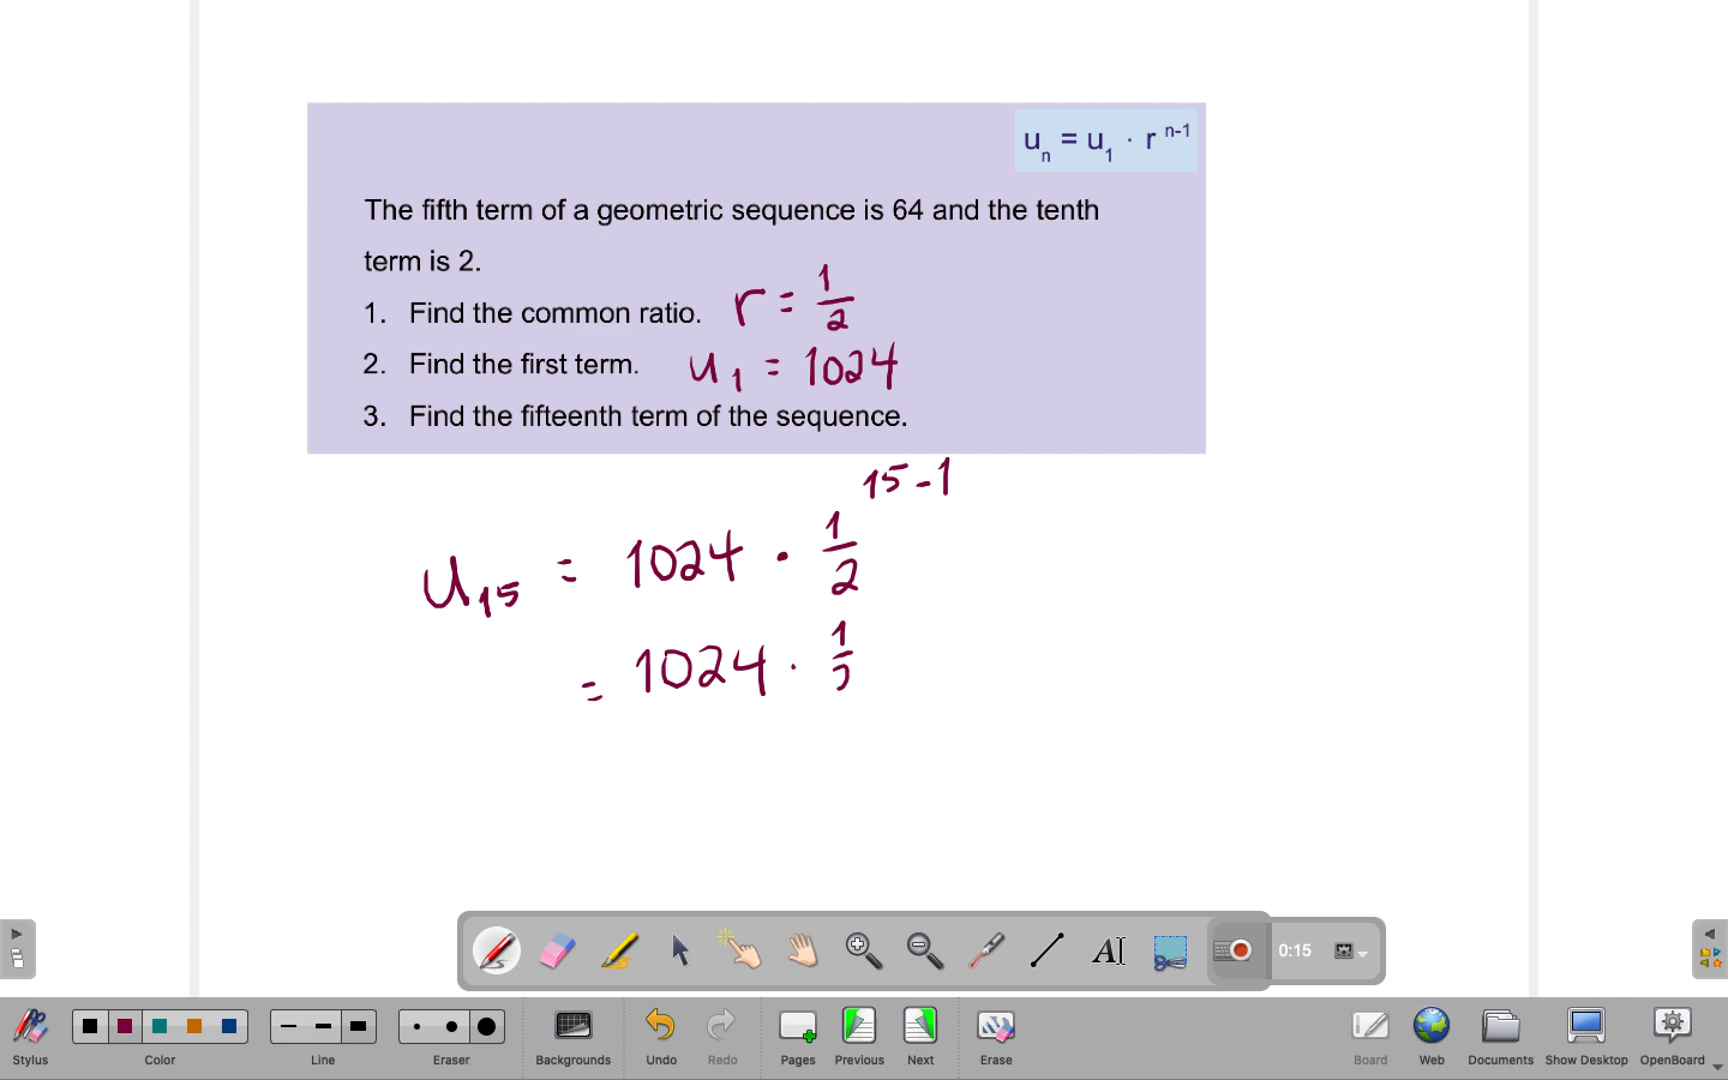 uₙ = u₁ · r ⁿ⁻¹
The fifth term of a geometric sequence is 64 and the tenth
term is 2.
1. Find the common ratio. r = 1/2
2. Find the first term. u₁ = 1024
3. Find the fifteenth term of the sequence.
u₁₅ = 1024 · 1/2 ¹⁵⁻¹
= 1024 · 1/2
AI 0:15
Stylus Color Line Eraser Backgrounds Undo Redo Pages Previous Next Erase Board Web Documents Show Desktop OpenBoard